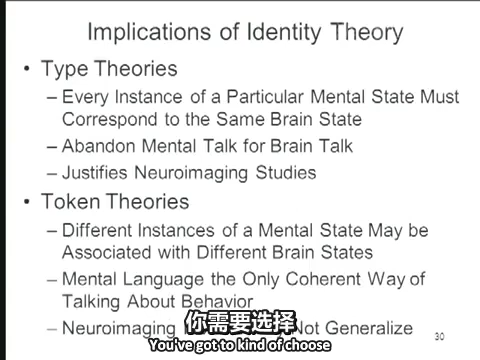 Implications of Identity Theory
• Type Theories
– Every Instance of a Particular Mental State Must
Correspond to the Same Brain State
– Abandon Mental Talk for Brain Talk
– Justifies Neuroimaging Studies
• Token Theories
– Different Instances of a Mental State May be
Associated with Different Brain States
– Mental Language the Only Coherent Way of
Talking About Behavior
– Neuroimaging Not Generalize
你需要选择
You've got to kind of choose
30